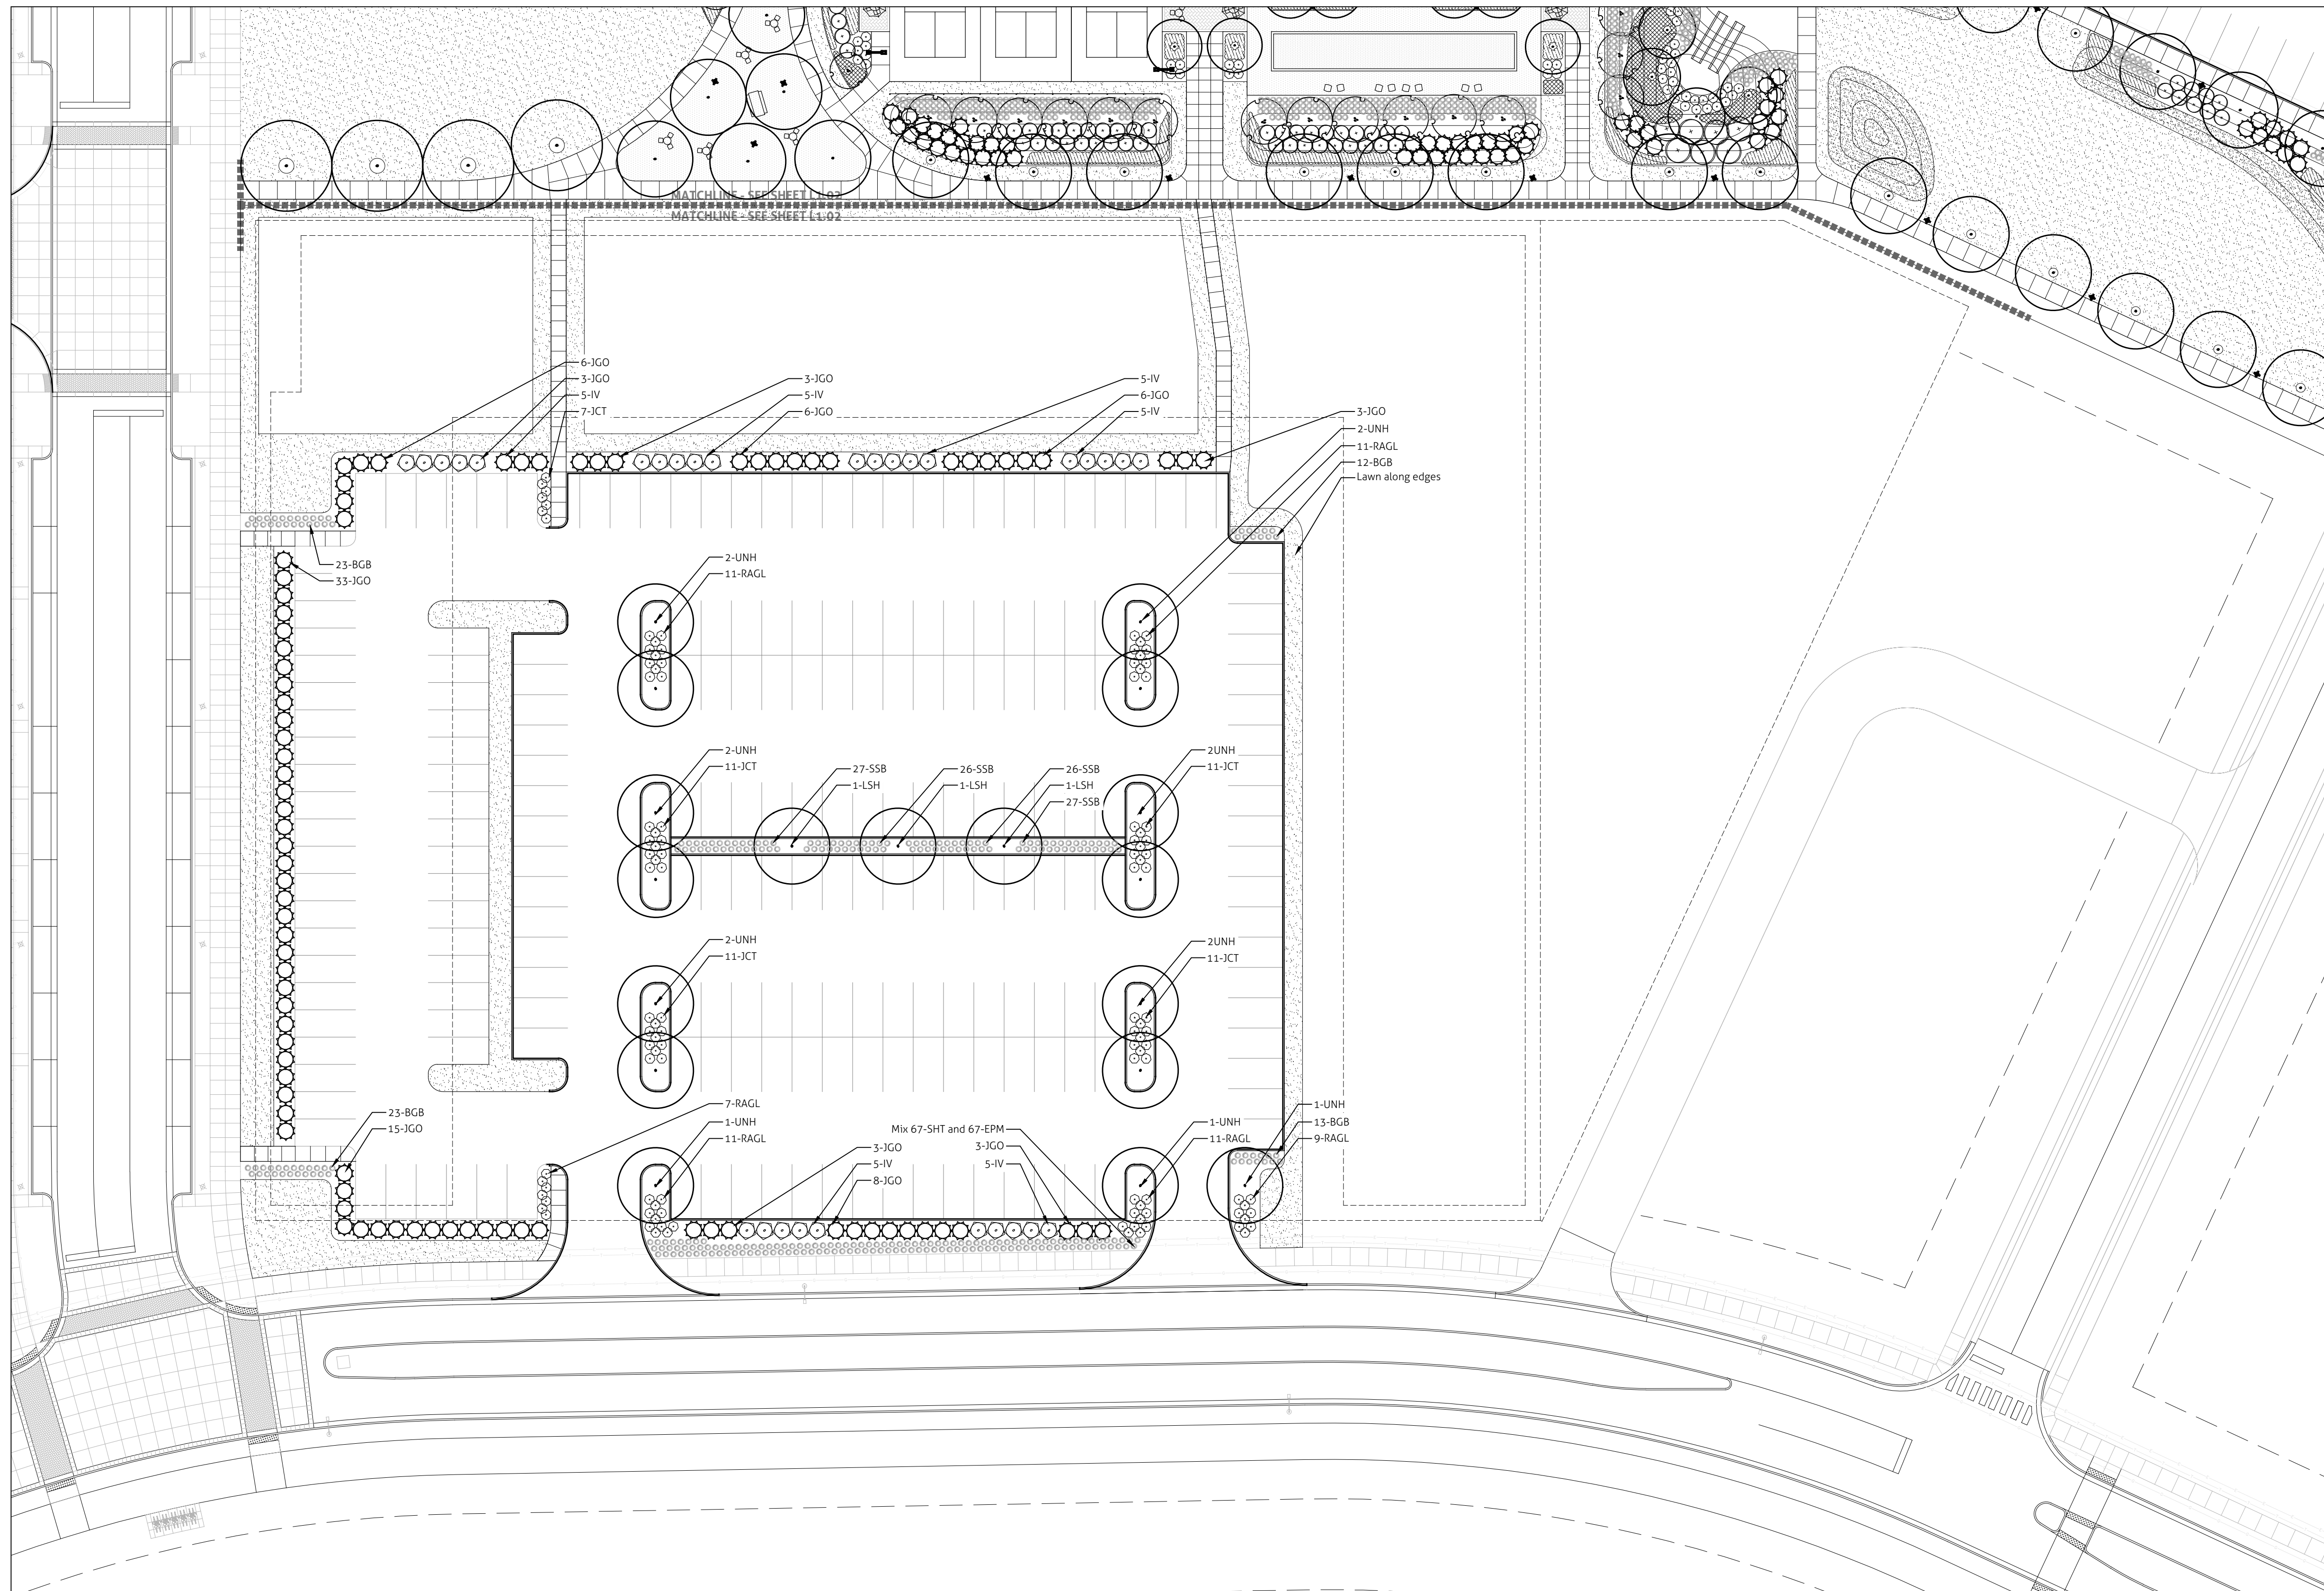 MATCHLINE - SEE SHEET L1.02
MATCHLINE - SEE SHEET L1.02
6-JGO
3-JGO
5-IV
7-JCT
3-JGO
5-IV
6-JGO
5-IV
6-JGO
5-IV
3-JGO
2-UNH
11-RAGL
12-BGB
Lawn along edges
23-BGB
33-JGO
2-UNH
11-RAGL
2-UNH
11-JCT
27-SSB
1-LSH
26-SSB
1-LSH
26-SSB
1-LSH
27-SSB
2UNH
11-JCT
2-UNH
11-JCT
2UNH
11-JCT
23-BGB
15-JGO
7-RAGL
1-UNH
11-RAGL
Mix 67-SHT and 67-EPM
3-JGO
5-IV
8-JGO
3-JGO
5-IV
1-UNH
11-RAGL
1-UNH
13-BGB
9-RAGL